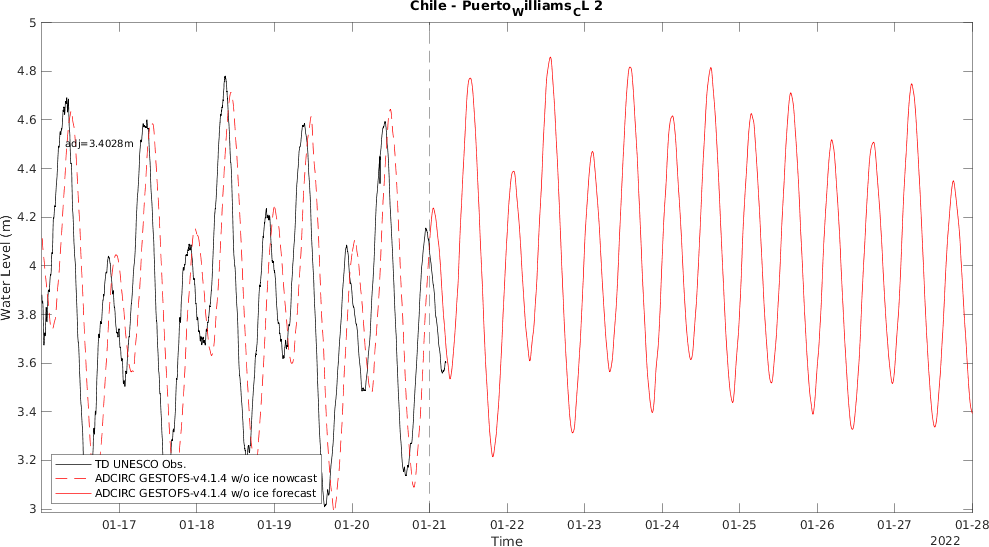 Chile - PuertoWilliamsCL 2
5
4.8
4.6
4.4
4.2
4
3.8
3.6
3.4
3.2
3
Water Level (m)
adj=3.4028m
TD UNESCO Obs.
ADCIRC GESTOFS-v4.1.4 w/o ice nowcast
ADCIRC GESTOFS-v4.1.4 w/o ice forecast
01-17 01-18 01-19 01-20 01-21 01-22 01-23 01-24 01-25 01-26 01-27 01-28
Time
2022